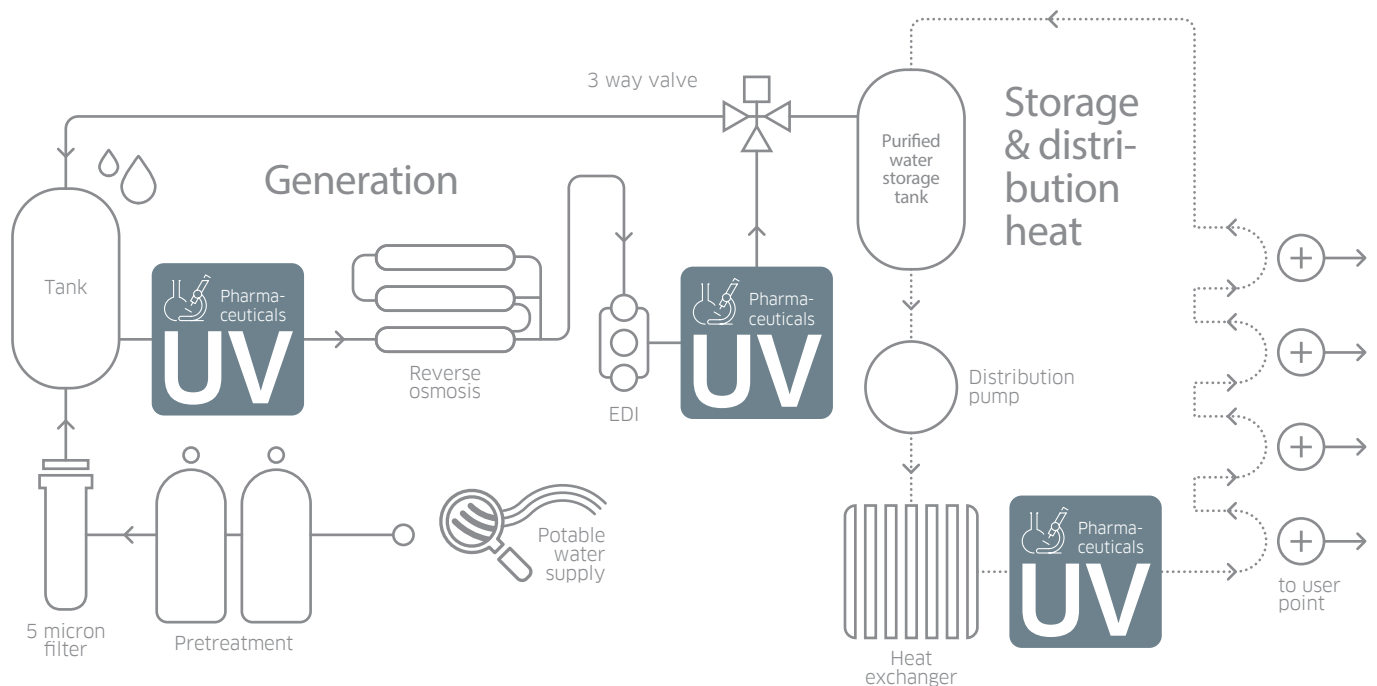 3 way valve
Storage
& distri-
bution
heat
Purified
water
storage
tank
Generation
Tank
Pharma-
ceuticals
UV
Reverse
osmosis
EDI
Pharma-
ceuticals
UV
Distribution
pump
Potable
water
supply
5 micron
filter
Pretreatment
Heat
exchanger
Pharma-
ceuticals
UV
to user
point